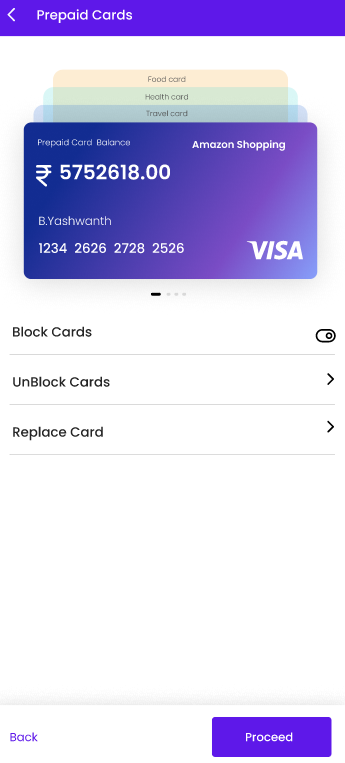 Prepaid Cards
Food card
Health card
Travel card
Prepaid Card Balance
Amazon Shopping
₹ 5752618.00
B.Yashwanth
1234 2626 2728 2526
VISA
Block Cards
UnBlock Cards
Replace Card
Back
Proceed